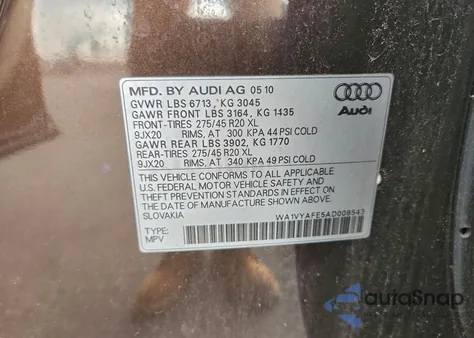 MFD. BY AUDI AG 05 10
GVWR LBS 6713, KG 3045
GAWR FRONT LBS 3164, KG 1435
FRONT-TIRES 275/45 R20 XL
9JX20 RIMS, AT 300 KPA 44 PSI COLD
GAWR REAR LBS 3902, KG 1770
REAR-TIRES 275/45 R20 XL
9JX20 RIMS, AT 340 KPA 49 PSI COLD
Audi
THIS VEHICLE CONFORMS TO ALL APPLICABLE
U.S. FEDERAL MOTOR VEHICLE SAFETY AND
THEFT PREVENTION STANDARDS IN EFFECT
ON THE DATE OF MANUFACTURE SHOWN ABOVE.
SLOVAKIA
WA1VYAFE5AD008543
TYPE:
MPV
autoSnap